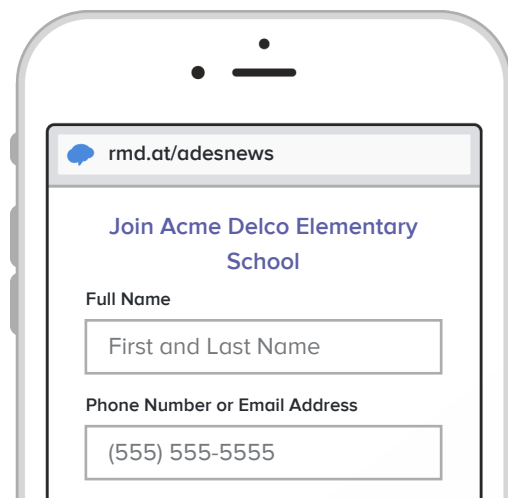 rmd.at/adesnews
Join Acme Delco Elementary
School
Full Name
First and Last Name
Phone Number or Email Address
(555) 555-5555